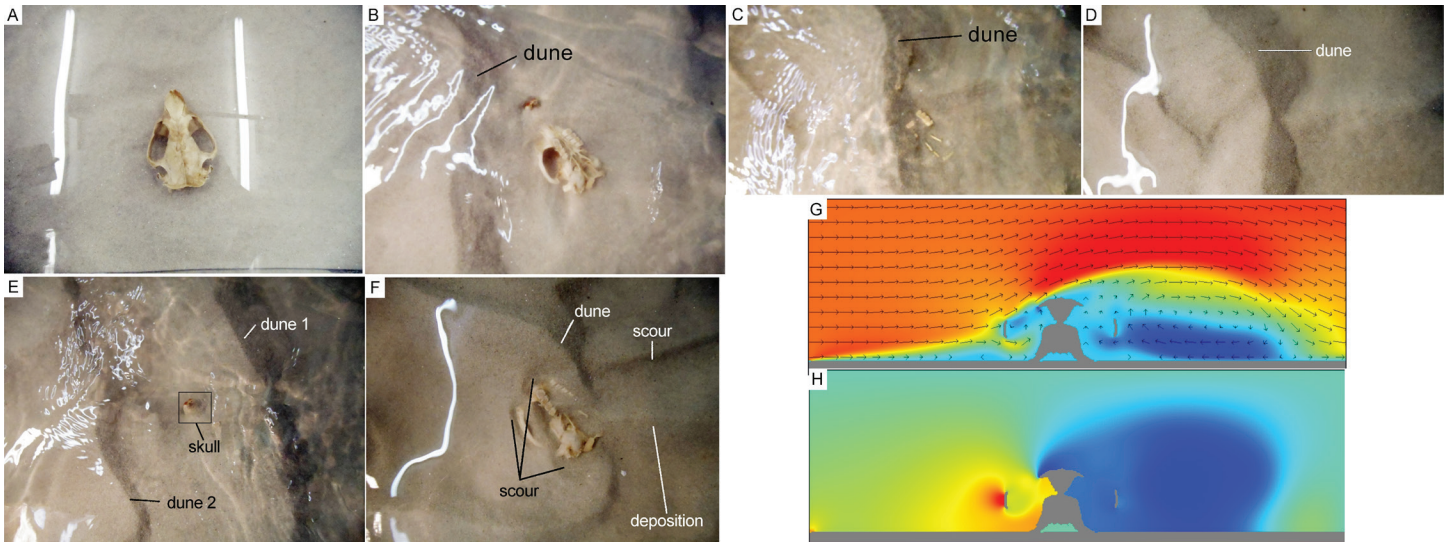 A
B
dune
C
dune
D
dune
E
dune 1
skull
dune 2
F
dune
scour
scour
deposition
G
H